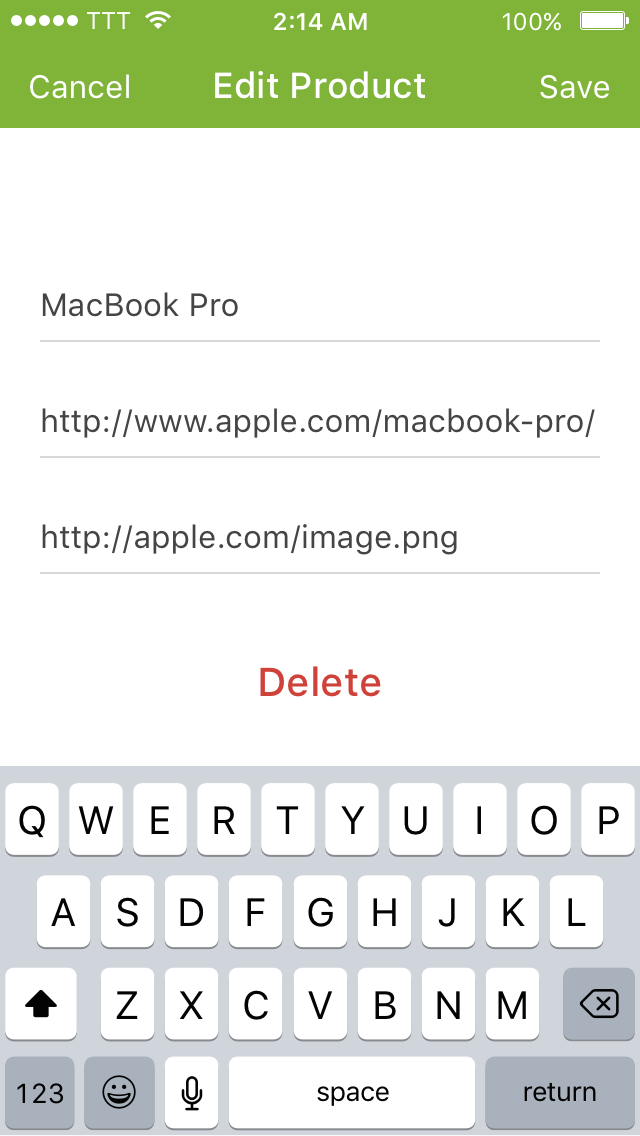 TTT 2:14 AM 100%
Cancel Edit Product Save
MacBook Pro
http://www.apple.com/macbook-pro/
http://apple.com/image.png
Delete
Q W E R T Y U I O P
A S D F G H J K L
Z X C V B N M
123 space return